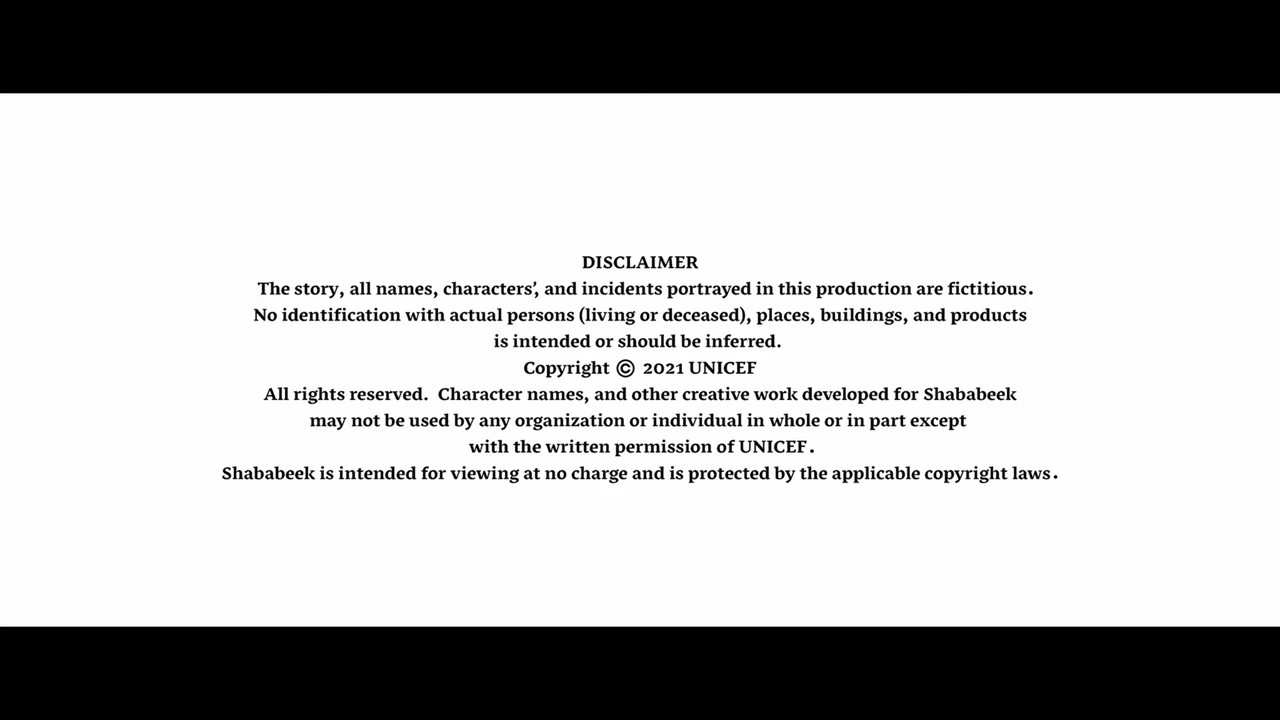 DISCLAIMER
The story, all names, characters’, and incidents portrayed in this production are fictitious.
No identification with actual persons (living or deceased), places, buildings, and products
is intended or should be inferred.
Copyright © 2021 UNICEF
All rights reserved.  Character names, and other creative work developed for Shababeek
may not be used by any organization or individual in whole or in part except
with the written permission of UNICEF.
Shababeek is intended for viewing at no charge and is protected by the applicable copyright laws.